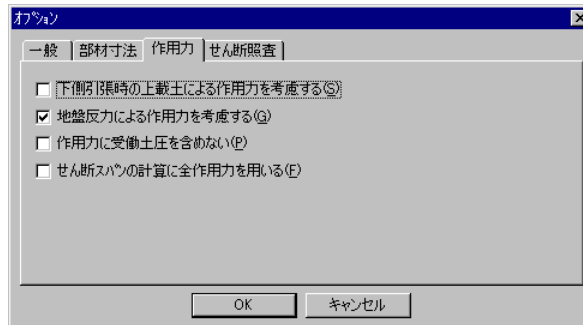 オプション
一般 部材寸法 作用力 せん断照査
下側引張時の上載土による作用力を考慮する(S)
地盤反力による作用力を考慮する(G)
作用力に受働土圧を含めない(P)
せん断スパンの計算に全作用力を用いる(F)
OK キャンセル